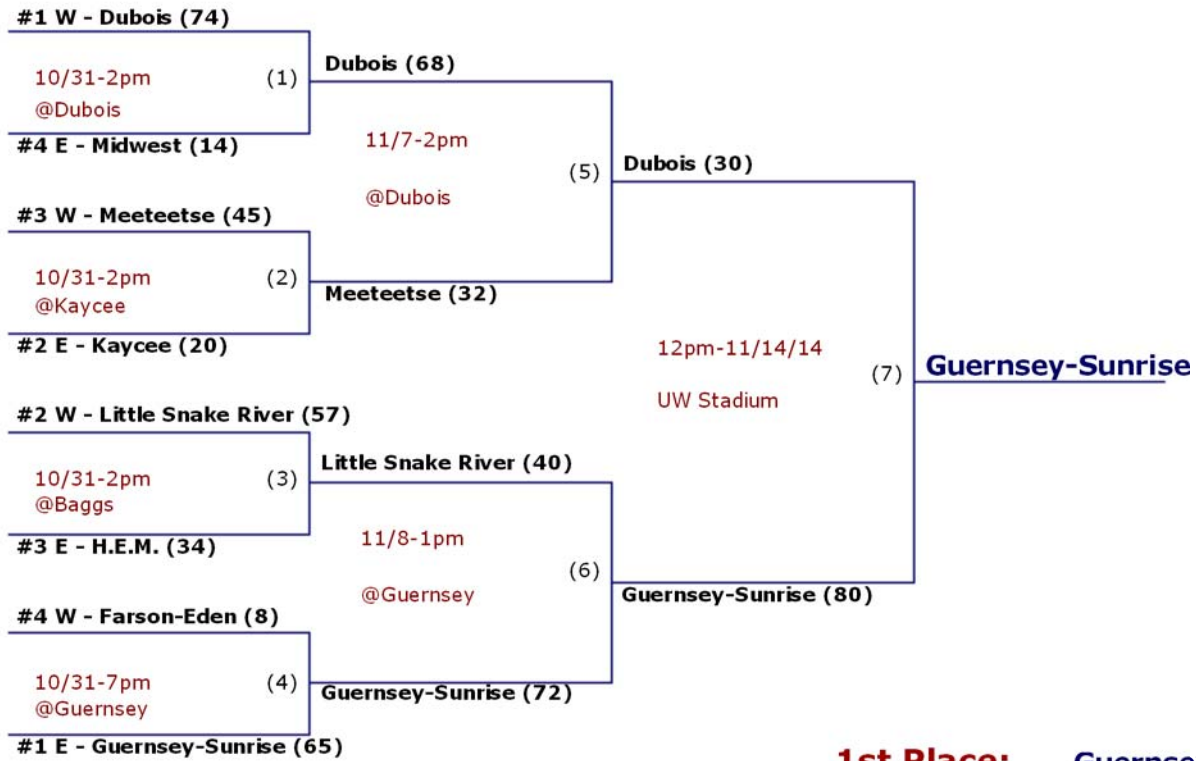 #1 W - Dubois (74)
10/31-2pm
(1)
@Dubois
#4 E - Midwest (14)
Dubois (68)
11/7-2pm
(5)
@Dubois
#3 W - Meeteetse (45)
10/31-2pm
(2)
@Kaycee
#2 E - Kaycee (20)
Meeteetse (32)
Dubois (30)
12pm-11/14/14
(7)
UW Stadium
Guernsey-Sunrise
#2 W - Little Snake River (57)
10/31-2pm
(3)
@Baggs
#3 E - H.E.M. (34)
Little Snake River (40)
11/8-1pm
(6)
@Guernsey
Guernsey-Sunrise (80)
#4 W - Farson-Eden (8)
10/31-7pm
(4)
@Guernsey
#1 E - Guernsey-Sunrise (65)
Guernsey-Sunrise (72)
1st Place: